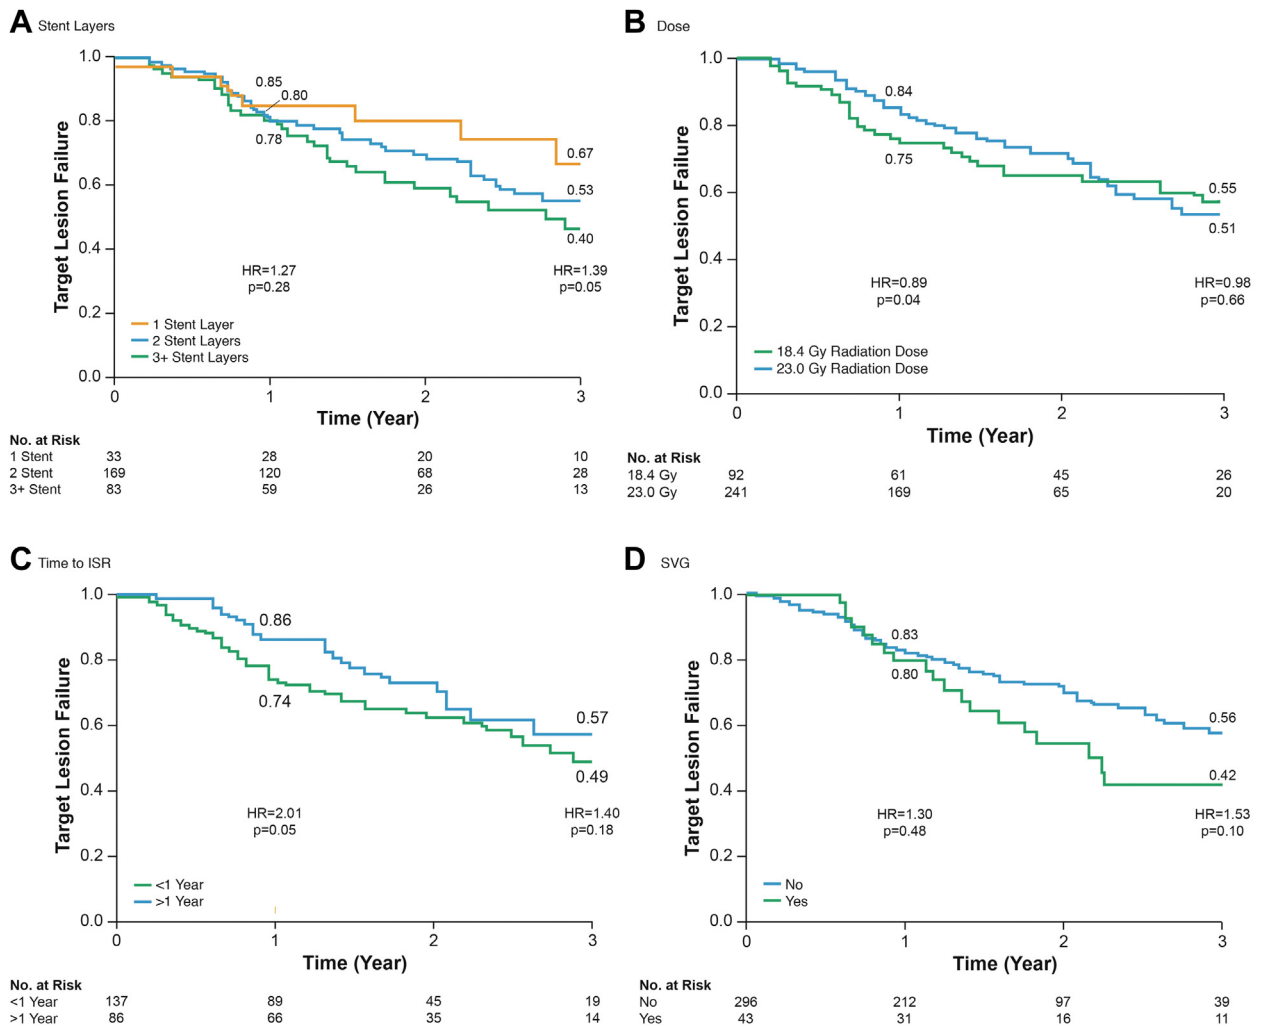 A Stent Layers
Target Lesion Failure
1.0
0.8
0.6
0.4
0.2
0.0
0.85
0.80
0.78
0.67
0.53
0.40
HR=1.27
p=0.28
HR=1.39
p=0.05
1 Stent Layer
2 Stent Layers
3+ Stent Layers
0 1 2 3
Time (Year)
No. at Risk
1 Stent 33 28 20 10
2 Stent 169 120 68 28
3+ Stent 83 59 26 13
B Dose
Target Lesion Failure
1.0
0.8
0.6
0.4
0.2
0.0
0.84
0.75
0.55
0.51
HR=0.89
p=0.04
HR=0.98
p=0.66
18.4 Gy Radiation Dose
23.0 Gy Radiation Dose
0 1 2 3
Time (Year)
No. at Risk
18.4 Gy 92 61 45 26
23.0 Gy 241 169 65 20
C Time to ISR
Target Lesion Failure
1.0
0.8
0.6
0.4
0.2
0.0
0.86
0.74
0.57
0.49
HR=2.01
p=0.05
HR=1.40
p=0.18
<1 Year
>1 Year
0 1 2 3
Time (Year)
No. at Risk
<1 Year 137 89 45 19
>1 Year 86 66 35 14
D SVG
Target Lesion Failure
1.0
0.8
0.6
0.4
0.2
0.0
0.83
0.80
0.56
0.42
HR=1.30
p=0.48
HR=1.53
p=0.10
No
Yes
0 1 2 3
Time (Year)
No. at Risk
No 296 212 97 39
Yes 43 31 16 11